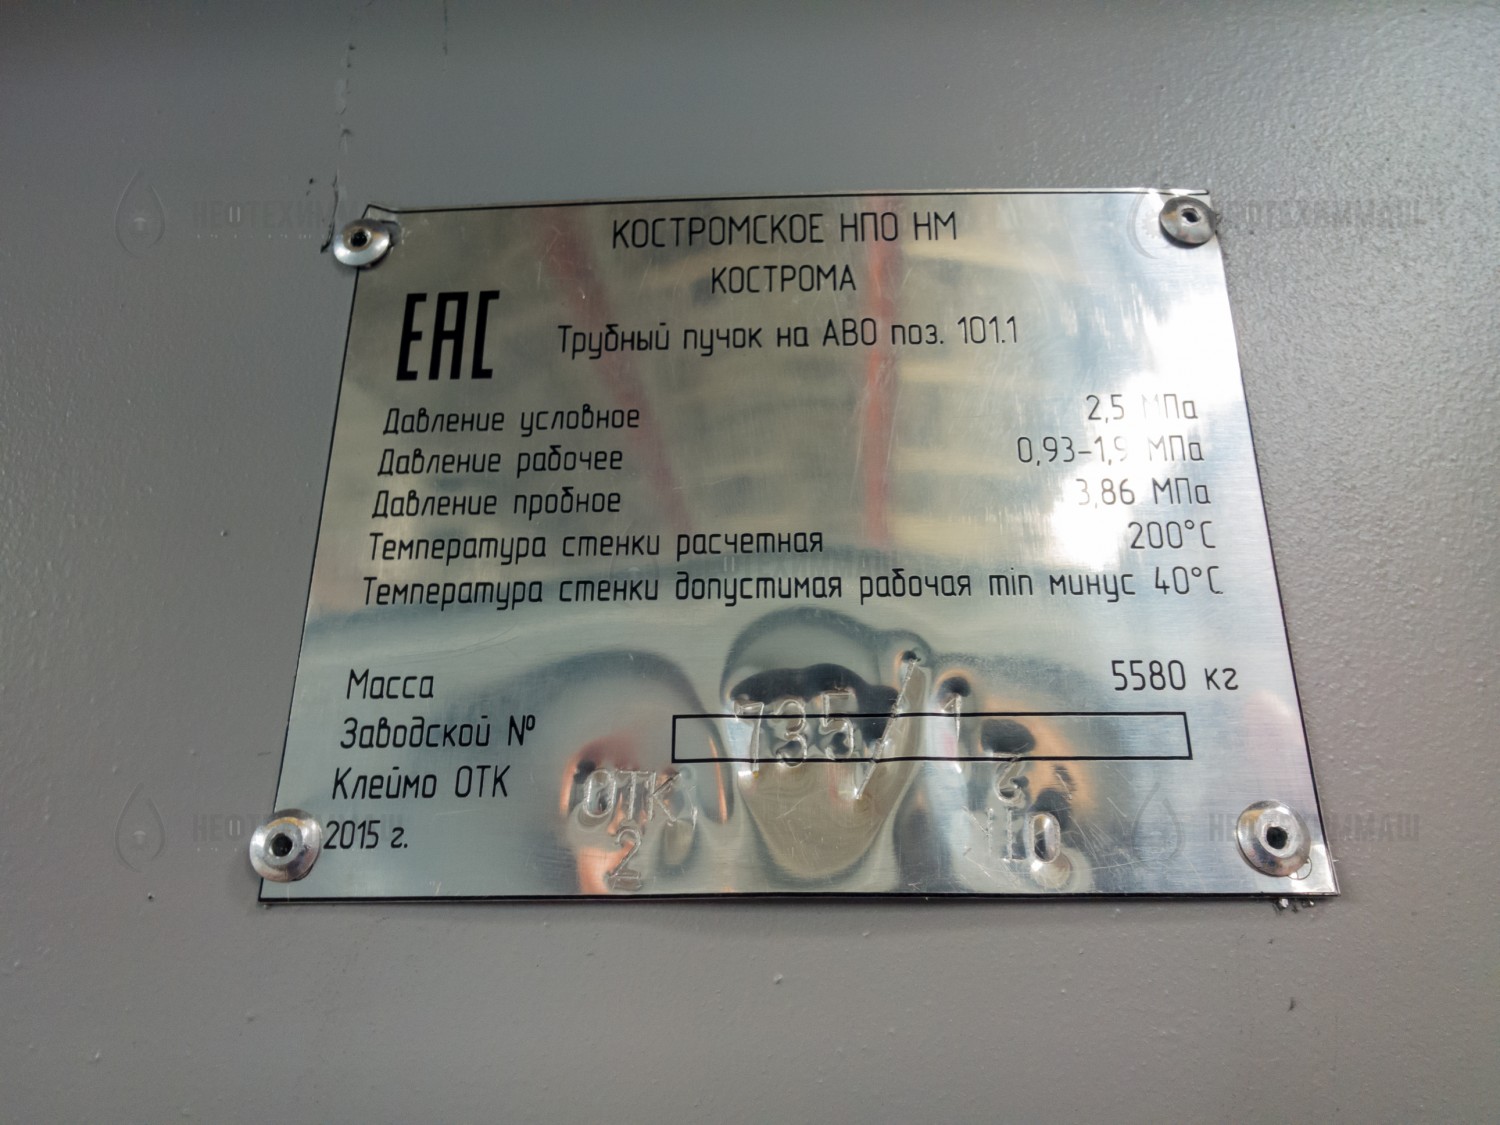 КОСТРОМСКОЕ НПО НМ
КОСТРОМА
ЕАС
Трубный пучок на АВО поз. 101.1
Давление условное 2,5 МПа
Давление рабочее 0,93-1,9 МПа
Давление пробное 3,86 МПа
Температура стенки расчетная 200°С
Температура стенки допустимая рабочая min минус 40°С
Масса 5580 кг
Заводской № 735/1
Клеймо ОТК ОТК
2
2015 г.
НЕФТЕХИММАШ